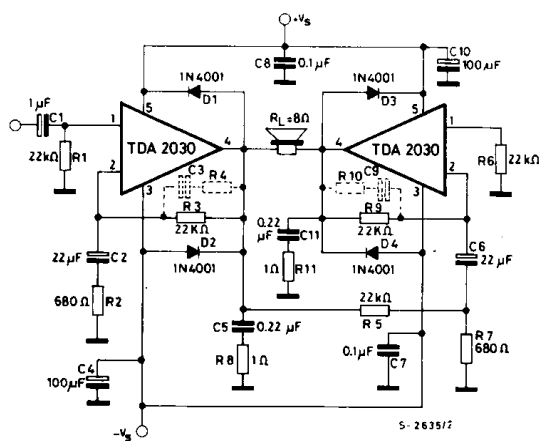 +Vs
C10
100μF
C8
0.1μF
1N4001
D1
1N4001
D3
1μF
C1
5
1
TDA 2030
4
RL=8Ω
4
TDA 2030
5
1
22kΩ
R1
2
3
C3
R4
R10
C9
3
2
R6
22kΩ
R3
22KΩ
R9
22KΩ
22μF
C2
D2
1N4001
0.22
μF
C11
D4
1N4001
C6
22μF
680Ω
R2
1Ω
R11
22kΩ
R5
C5
0.22μF
R8
1Ω
0.1μF
C7
R7
680Ω
C4
100μF
-Vs
S-2635/2